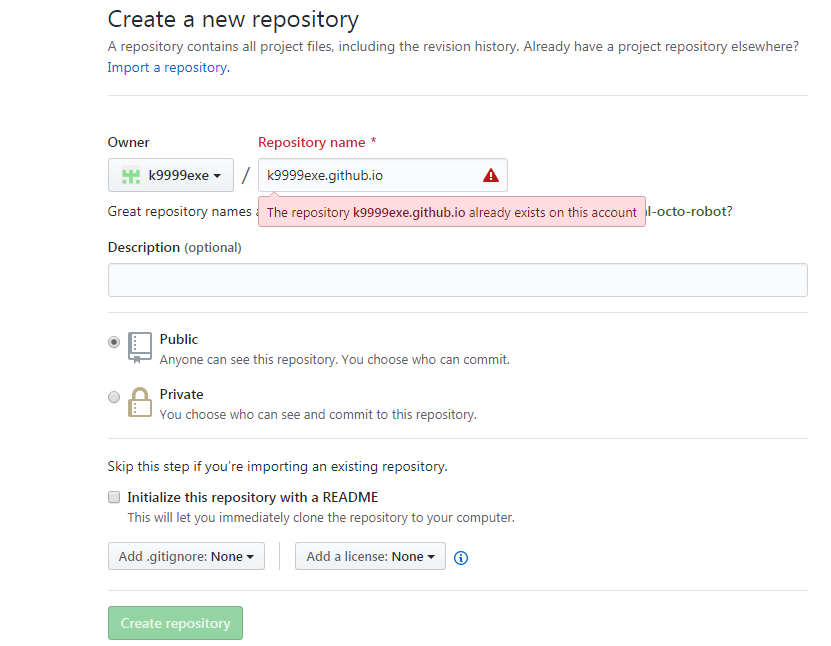 Create a new repository
A repository contains all project files, including the revision history. Already have a project repository elsewhere?
Import a repository.
Owner
Repository name *
k9999exe
/
k9999exe.github.io
Great repository names
The repository k9999exe.github.io already exists on this account
l-octo-robot?
Description (optional)
Public
Anyone can see this repository. You choose who can commit.
Private
You choose who can see and commit to this repository.
Skip this step if you’re importing an existing repository.
Initialize this repository with a README
This will let you immediately clone the repository to your computer.
Add .gitignore: None
Add a license: None
Create repository